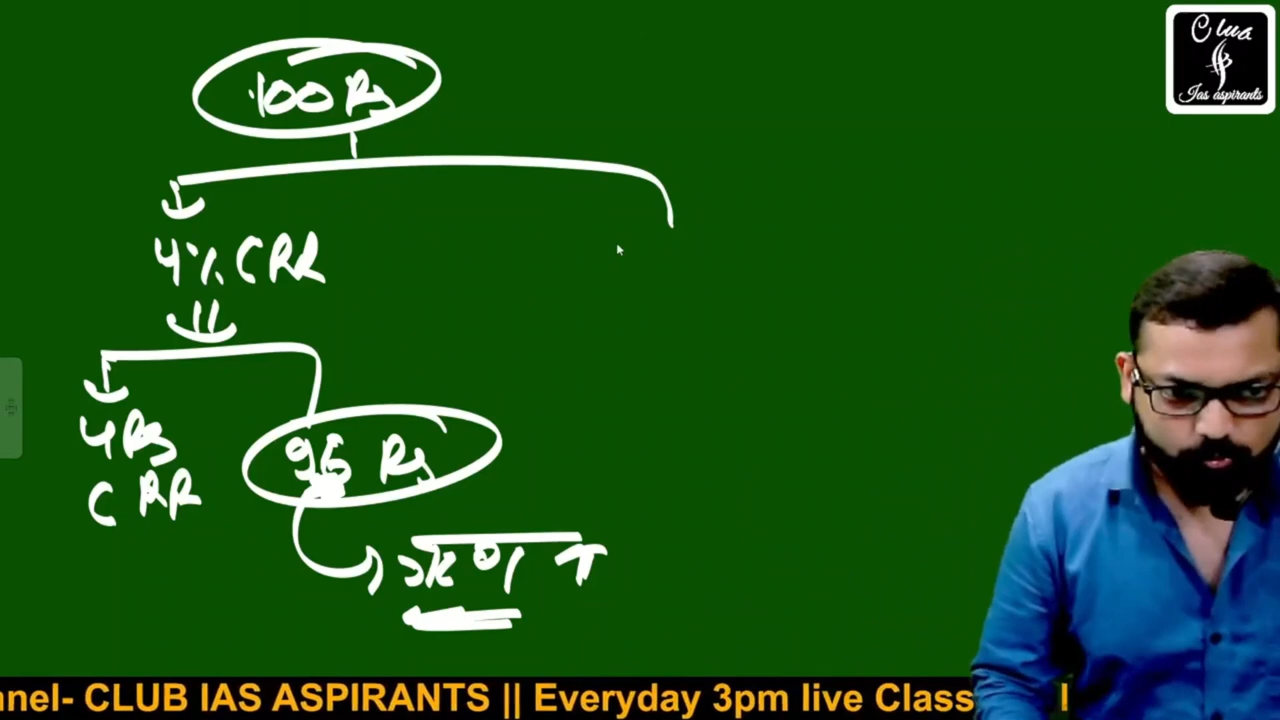 Club
Ias aspirants
100 Rs
4% CRR
4 Rs
CRR
96 Rs
nnel- CLUB IAS ASPIRANTS || Everyday 3pm live Class